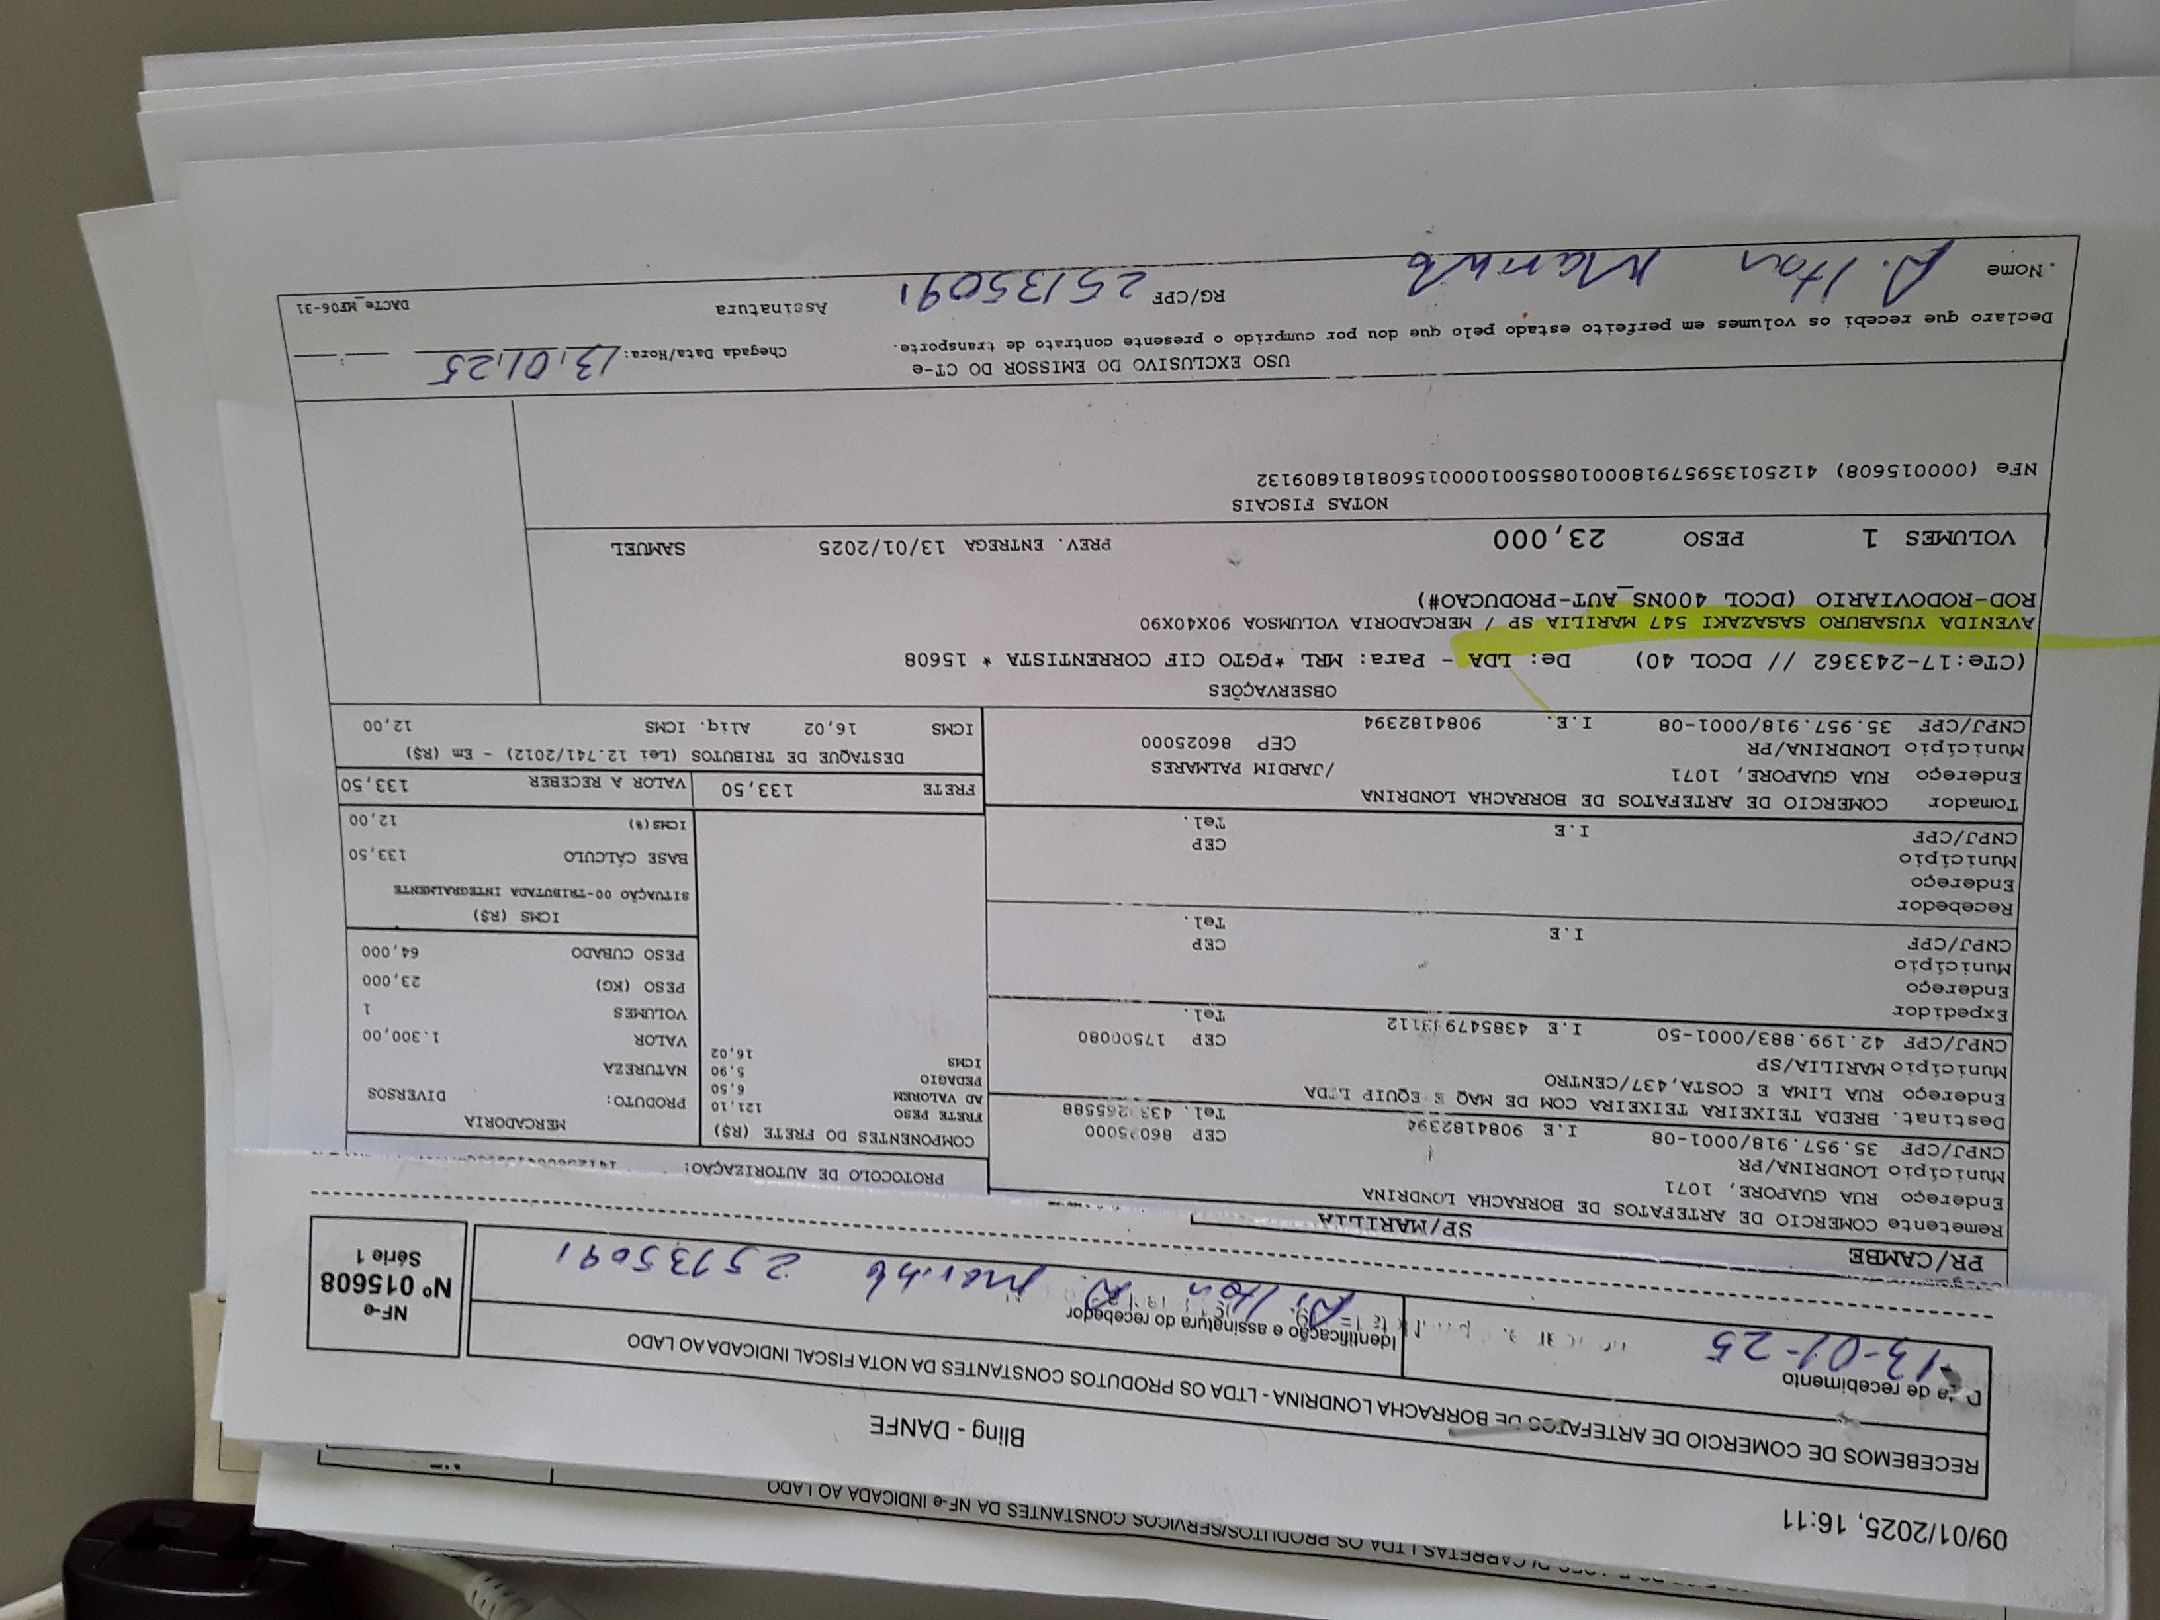 09/01/2025, 16:11
Bling - DANFE
RECEBEMOS DE COMERCIO DE ARTEFATOS DE BORRACHA LONDRINA - LTDA OS PRODUTOS CONSTANTES DA NOTA FISCAL INDICADA AO LADO
Data de recebimento
13-01-25
Identificação e assinatura do recebedor
25135091
NF-e
Nº 015608
Série 1
OS PRODUTOS/SERVIÇOS CONSTANTES DA NF-e INDICADA AO LADO
PR/CAMBE
SP/MARILIA
Remetente COMERCIO DE ARTEFATOS DE BORRACHA LONDRINA
Endereço RUA GUAPORE, 1071
Município LONDRINA/PR CEP 86025000
CNPJ/CPF 35.957.918/0001-08 I.E 9084182394 Tel.
Destinat. BREDA TEIXEIRA TEIXEIRA COM DE MAQ E EQUIP LTDA
Endereço RUA LIMA E COSTA,437/CENTRO
Município MARILIA/SP CEP 17500080
CNPJ/CPF 42.199.883/0001-50 I.E Tel.
Expedidor
Endereço
Município CEP
CNPJ/CPF I.E Tel.
Recebedor
Endereço
Município CEP
CNPJ/CPF I.E Tel.
Tomador COMERCIO DE ARTEFATOS DE BORRACHA LONDRINA
Endereço RUA GUAPORE, 1071 /JARDIM PALMARES
Município LONDRINA/PR CEP 86025000
CNPJ/CPF 35.957.918/0001-08 I.E. 9084182394
PROTOCOLO DE AUTORIZAÇÃO:
COMPONENTES DO FRETE (R$)
FRETE PESO 121,10
AD VALOREM 6,50
PEDAGIO 5,90
ICMS 16,02
MERCADORIA
PRODUTO: DIVERSOS
NATUREZA
VALOR 1.300,00
VOLUMES 1
PESO (KG) 23,000
PESO CUBADO 64,000
ICMS (R$)
SITUAÇÃO 00-TRIBUTADA INTEGRALMENTE
BASE CÁLCULO 133,50
ICMS(%) 12,00
FRETE 133,50 VALOR A RECEBER 133,50
DESTAQUE DE TRIBUTOS (Lei 12.741/2012) - Em (R$)
ICMS 16,02 Aliq. ICMS 12,00
OBSERVAÇÕES
(CTe:17-243362 // DCOL 40) De: LDA - Para: MRL *PGTO CIF CORRENTISTA * 15608
AVENIDA YUSABURO SASAZAKI 547 MARILIA SP / MERCADORIA VOLUMSOA 90X40X90
ROD-RODOVIARIO (DCOL 400NS_AUT-PRODUCAO#)
VOLUMES 1 PESO 23,000 PREV. ENTREGA 13/01/2025 SAMUEL
NOTAS FISCAIS
NFe (000015608) 41250135957918000108550010000156081816809132
USO EXCLUSIVO DO EMISSOR DO CT-e
Declaro que recebi os volumes em perfeito estado pelo que dou por cumprido o presente contrato de transporte.
Chegada Data/Hora: 13,01,25
Nome RG/CPF 25135091 Assinatura
DACTe_MF06-31